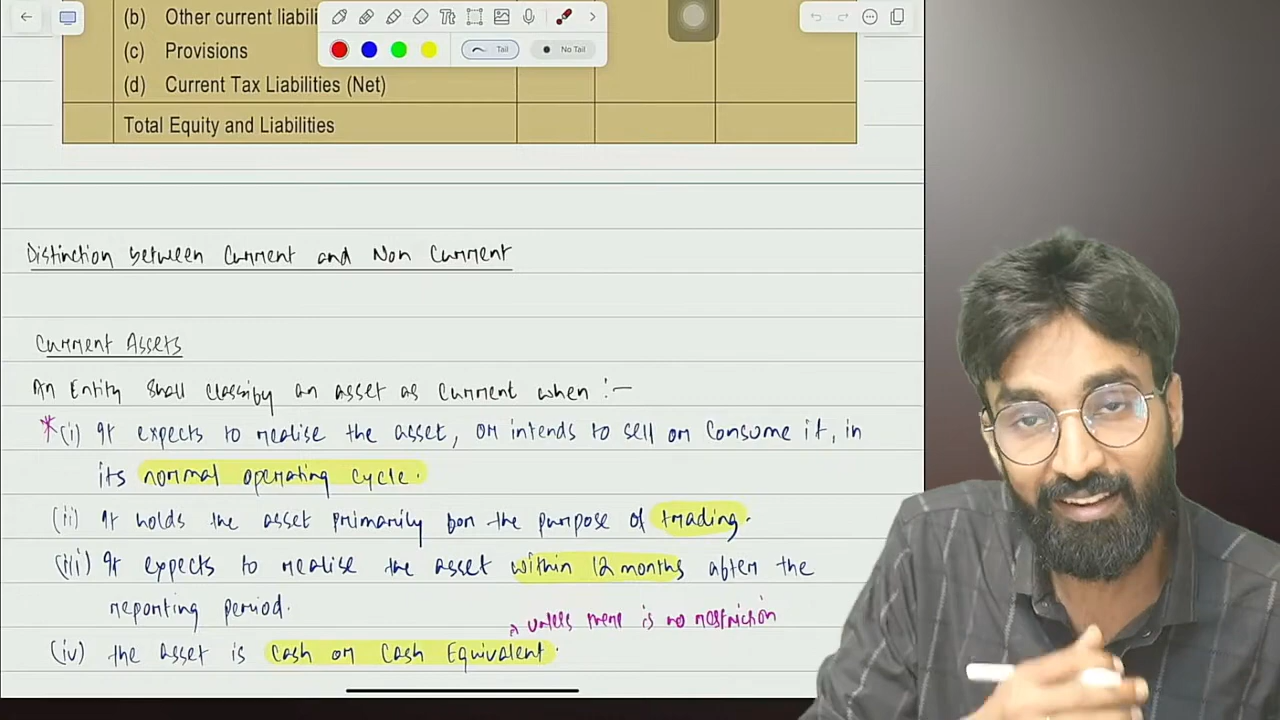 (b) Other current liabili
Tail
No Tail
(c) Provisions
(d) Current Tax Liabilities (Net)
Total Equity and Liabilities
Distinction between Current and Non Current
Current Assets
An Entity Shall Classify an asset as current when :-
*(i) It expects to realise the asset, or intends to sell or Consume it, in
its normal operating cycle.
(ii) It holds the asset primarily for the purpose of trading.
(iii) It expects to realise the asset within 12 months after the
reporting period.
unless there is no restriction
(iv) the asset is Cash or Cash Equivalent.